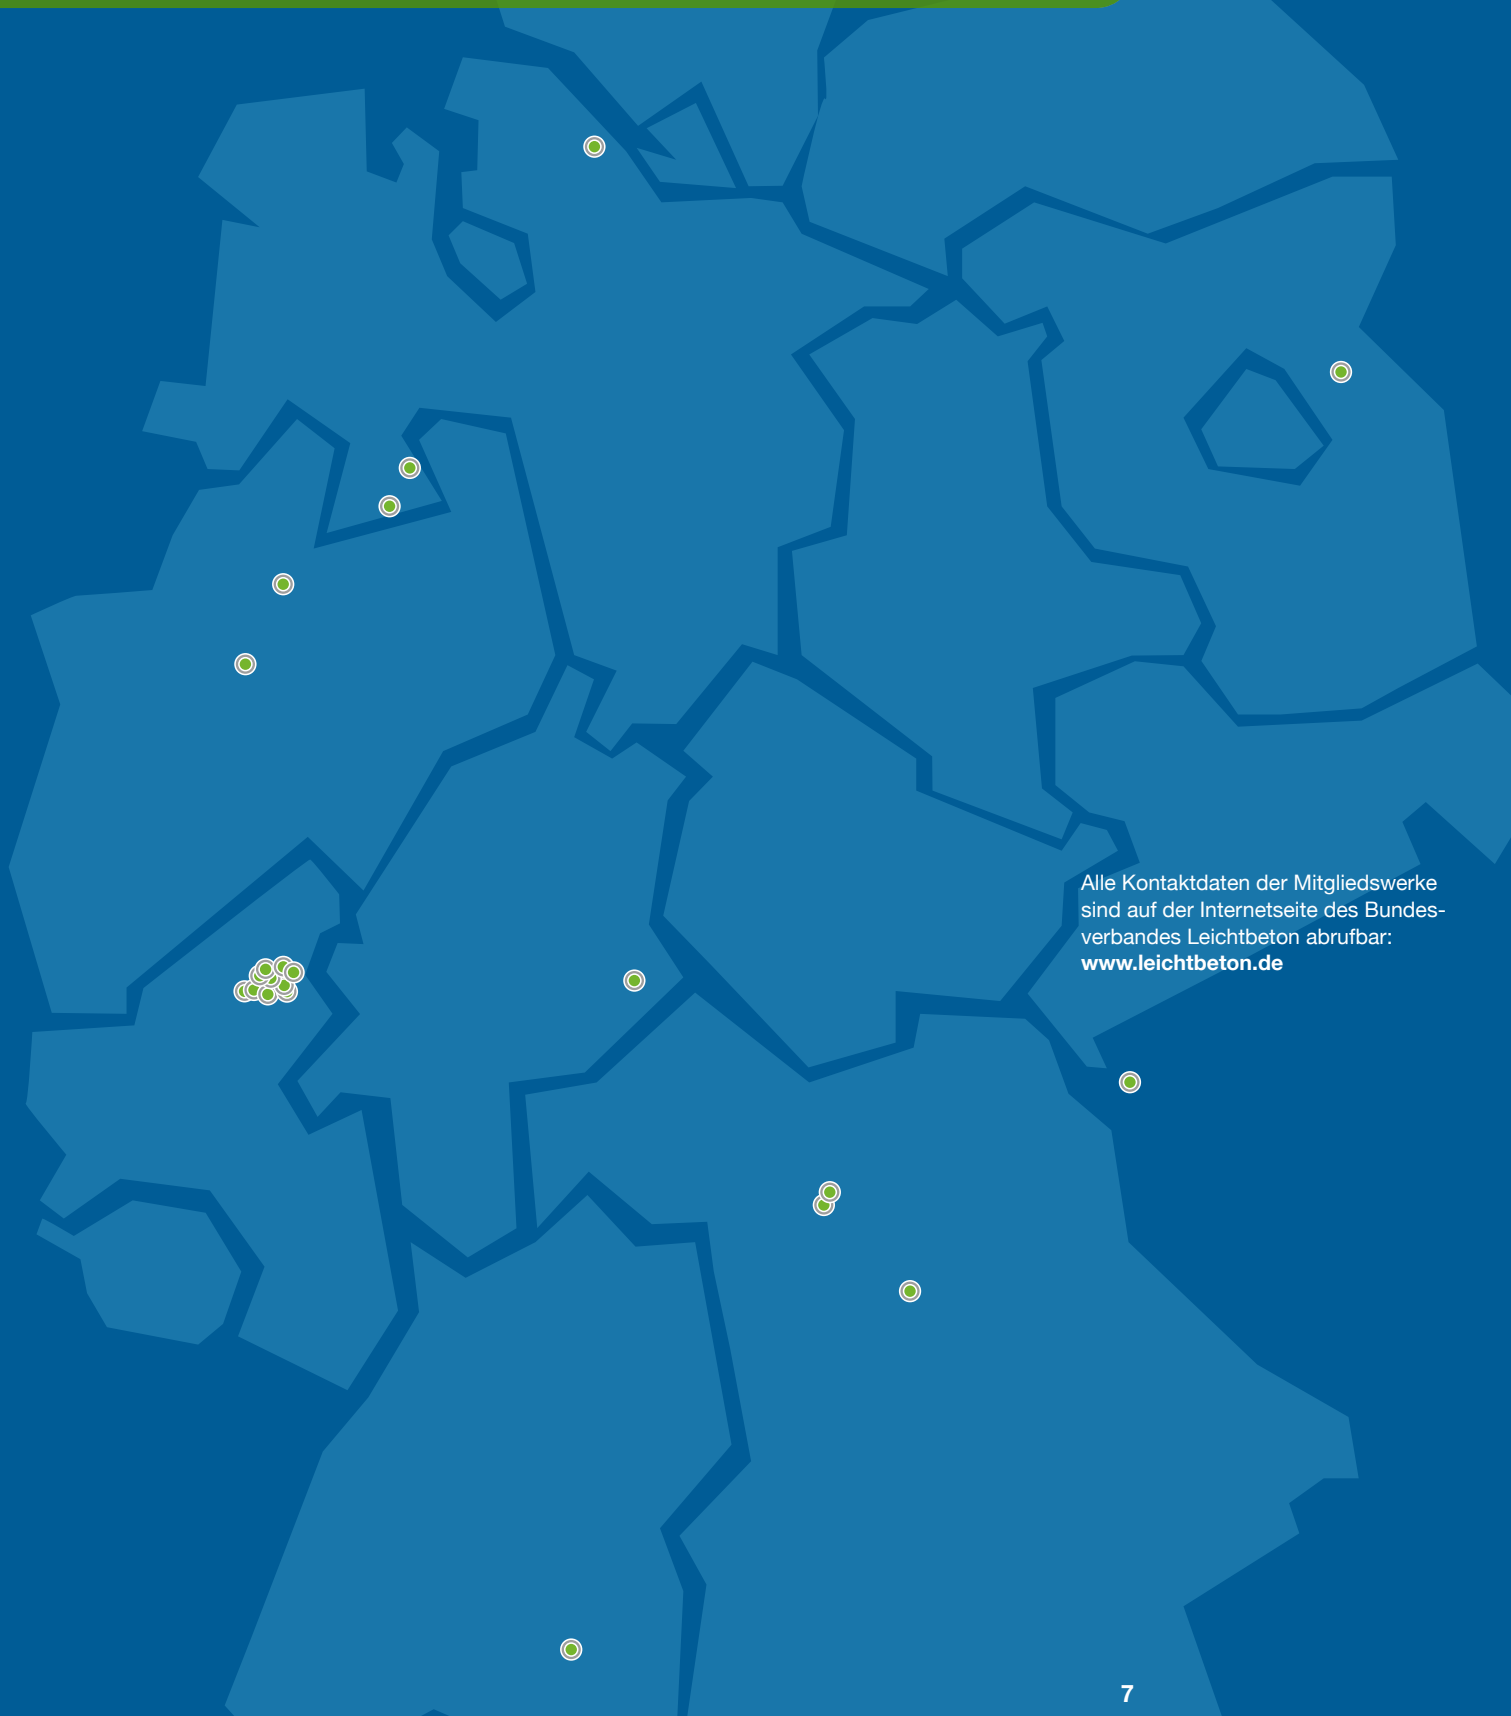 Alle Kontaktdaten der Mitgliedswerke
sind auf der Internetseite des Bundes-
verbandes Leichtbeton abrufbar:
www.leichtbeton.de
7